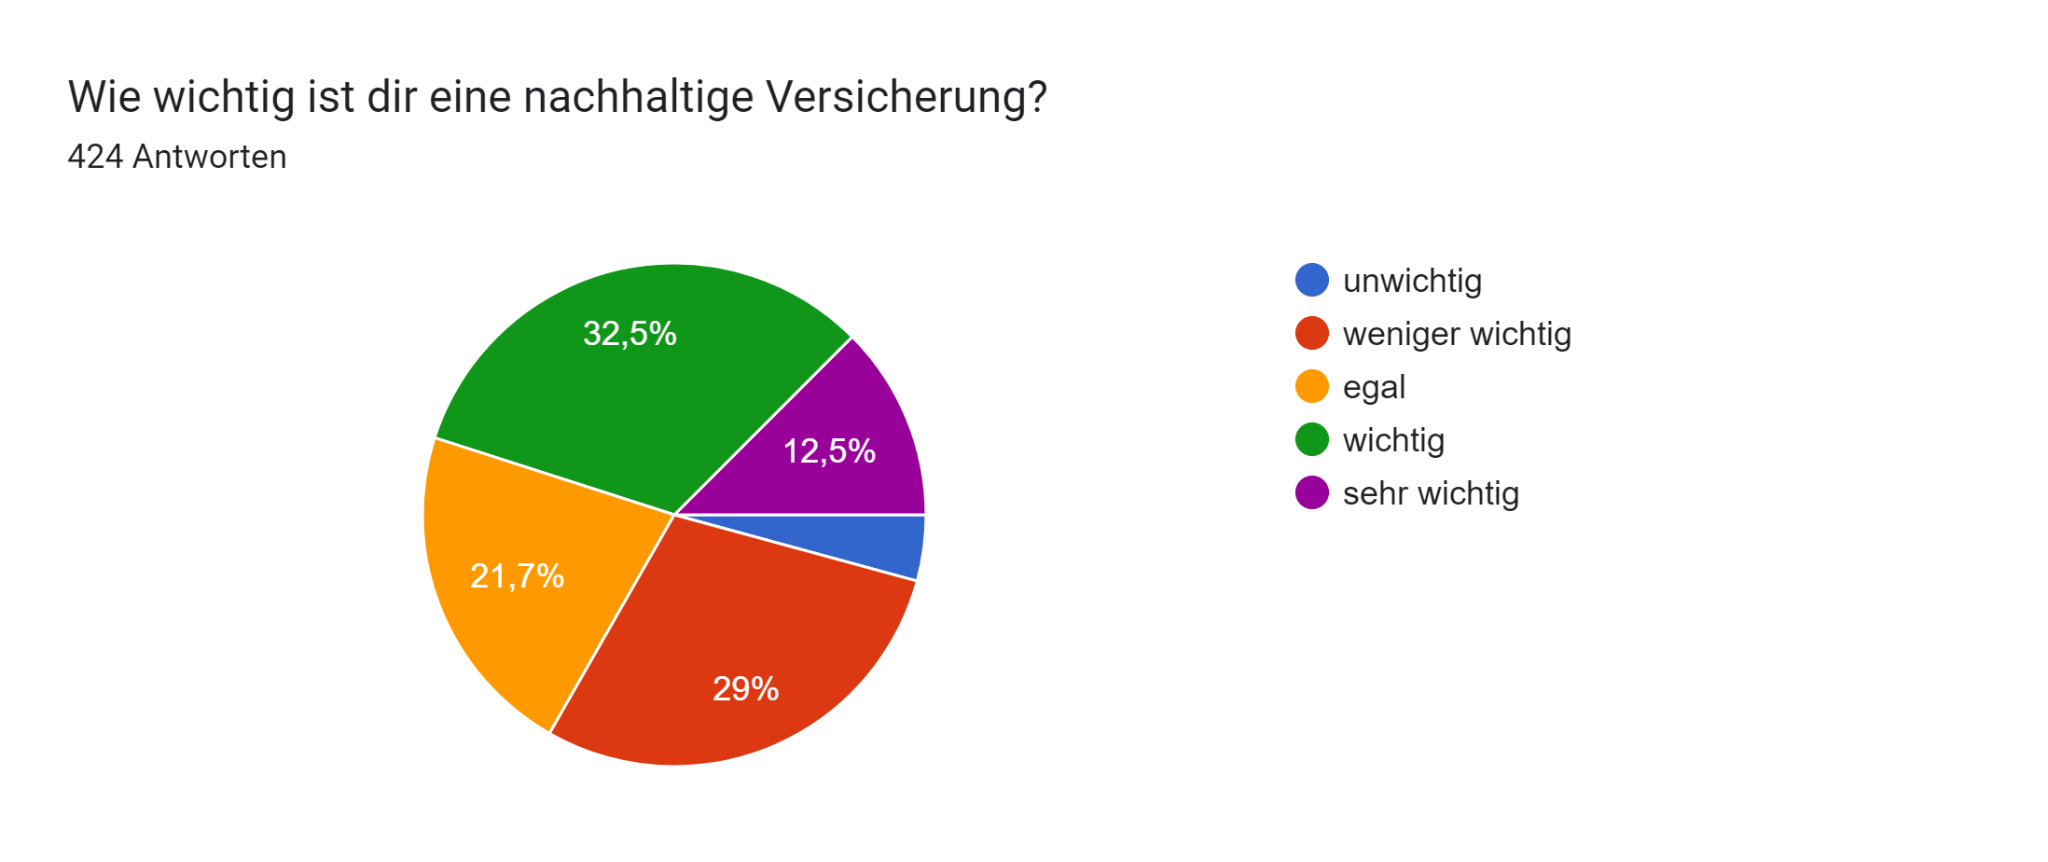 Wie wichtig ist dir eine nachhaltige Versicherung?
424 Antworten
32,5%
12,5%
21,7%
29%
unwichtig
weniger wichtig
egal
wichtig
sehr wichtig